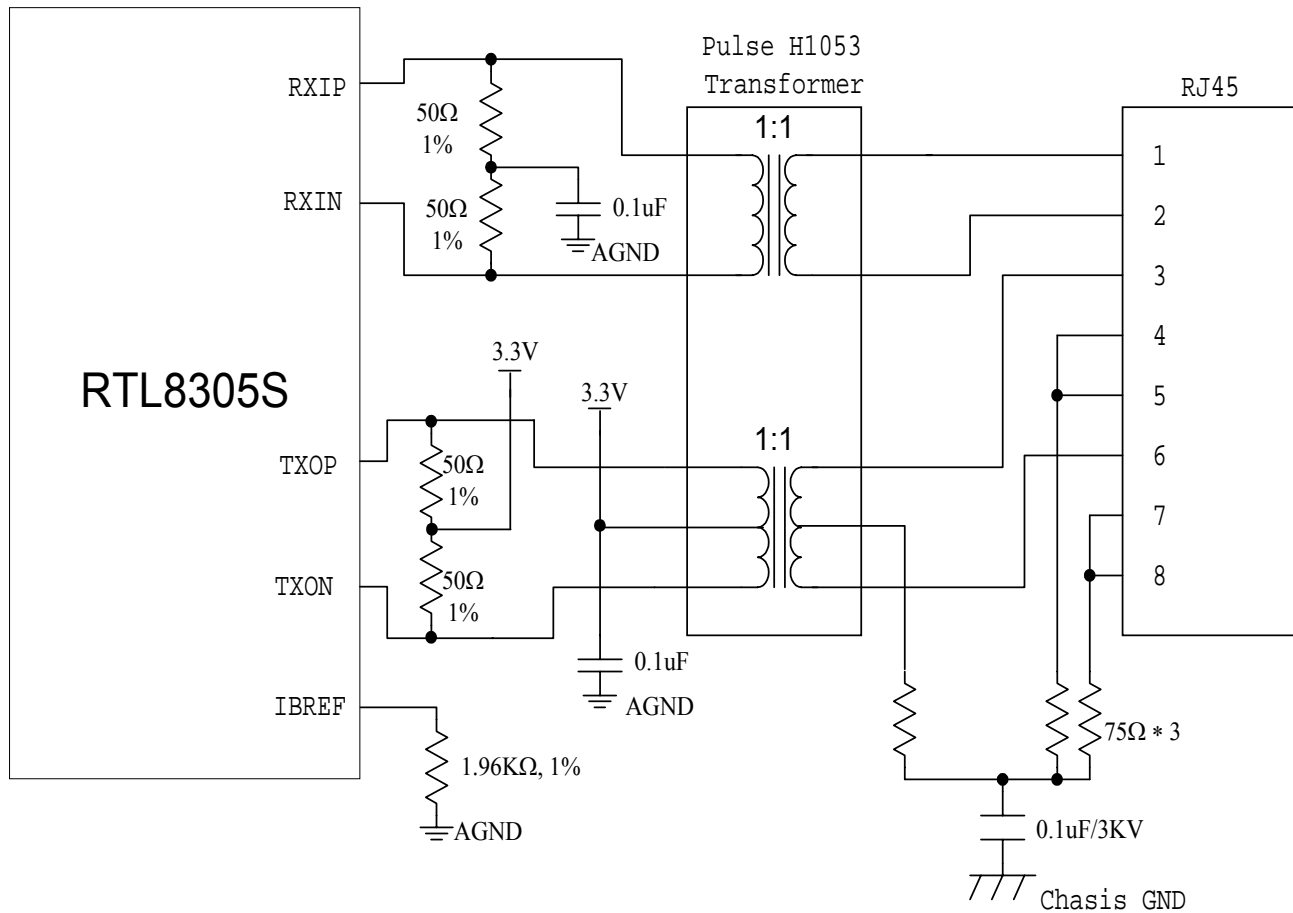 Pulse H1053
Transformer
RJ45
RXIP
50Ω
1%
1:1
1
RXIN
50Ω
1%
0.1uF
AGND
2
3
RTL8305S
3.3V
3.3V
4
5
TXOP
50Ω
1%
1:1
6
7
TXON
50Ω
1%
8
0.1uF
AGND
IBREF
1.96KΩ, 1%
AGND
75Ω * 3
0.1uF/3KV
Chasis GND